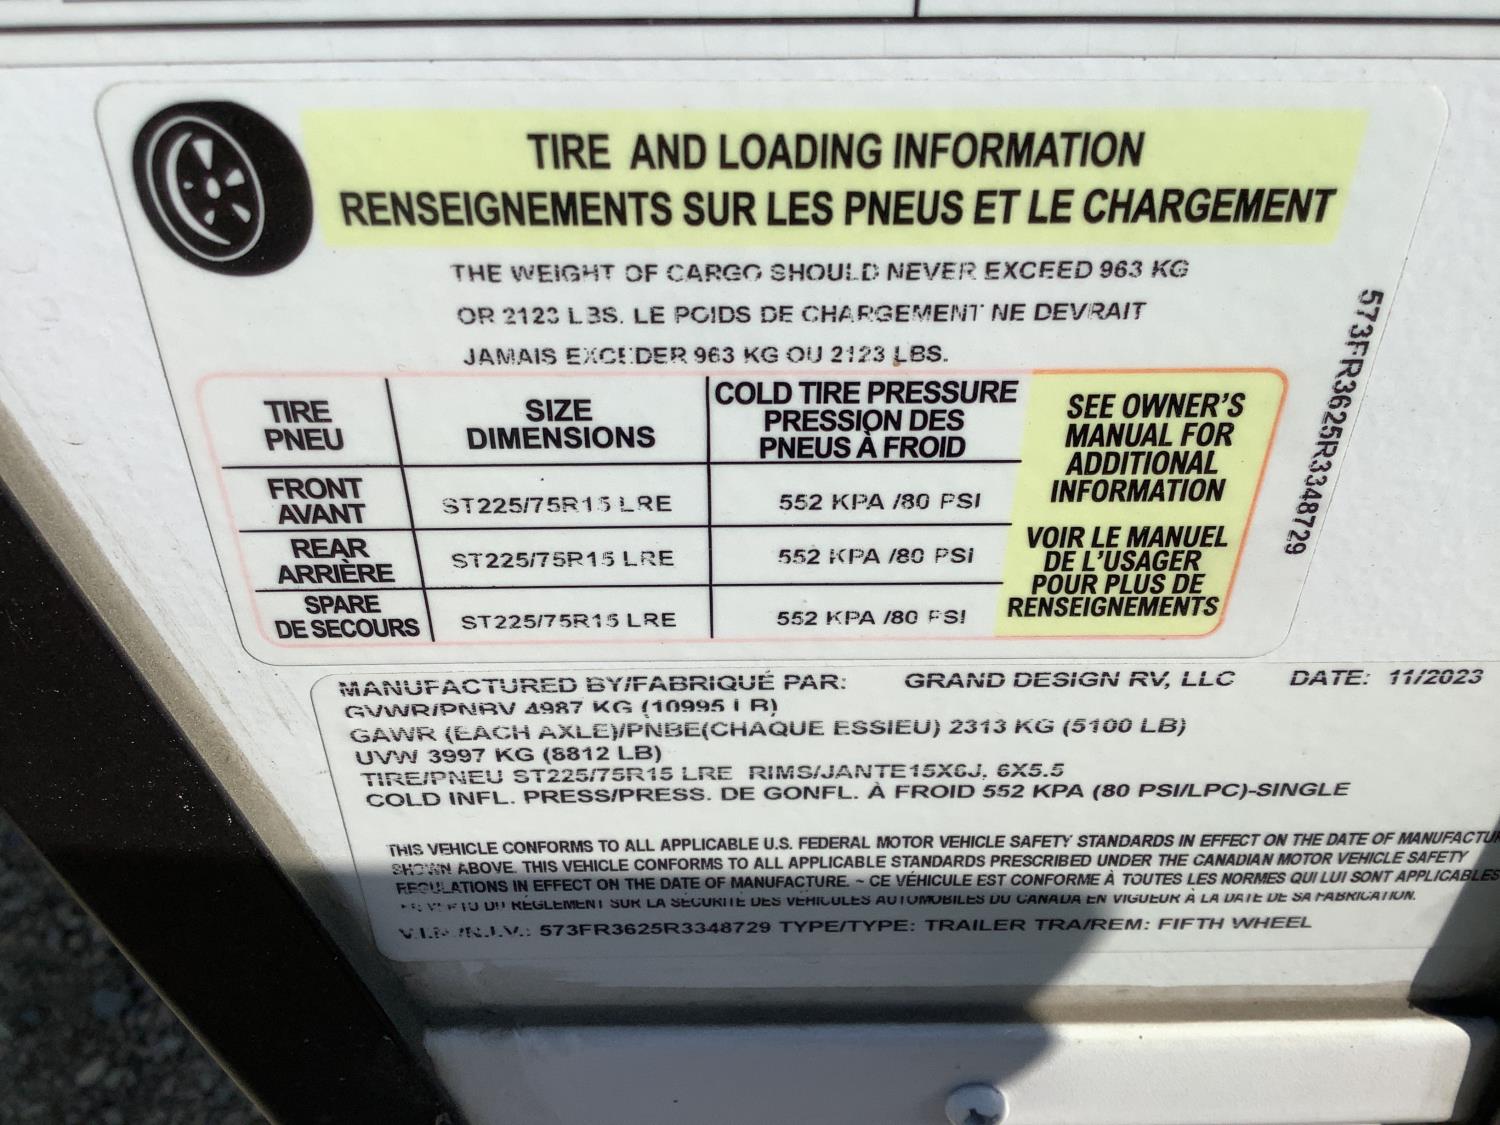 TIRE AND LOADING INFORMATION
RENSEIGNEMENTS SUR LES PNEUS ET LE CHARGEMENT
THE WEIGHT OF CARGO SHOULD NEVER EXCEED 963 KG
OR 2123 LBS. LE POIDS DE CHARGEMENT NE DEVRAIT
JAMAIS EXCEDER 963 KG OU 2123 LBS.
TIRE
PNEU
SIZE
DIMENSIONS
COLD TIRE PRESSURE
PRESSION DES
PNEUS À FROID
FRONT
AVANT
ST225/75R15 LRE
552 KPA /80 PSI
REAR
ARRIÈRE
ST225/75R15 LRE
552 KPA /80 PSI
SPARE
DE SECOURS
ST225/75R15 LRE
552 KPA /80 PSI
SEE OWNER'S
MANUAL FOR
ADDITIONAL
INFORMATION
VOIR LE MANUEL
DE L'USAGER
POUR PLUS DE
RENSEIGNEMENTS
573FR3625R3348729
MANUFACTURED BY/FABRIQUÉ PAR: GRAND DESIGN RV, LLC DATE: 11/2023
GVWR/PNBV 4987 KG (10995 LB)
GAWR (EACH AXLE)/PNBE(CHAQUE ESSIEU) 2313 KG (5100 LB)
UVW 3997 KG (8812 LB)
TIRE/PNEU ST225/75R15 LRE RIMS/JANTE15X6J, 6X5.5
COLD INFL. PRESS/PRESS. DE GONFL. À FROID 552 KPA (80 PSI/LPC)-SINGLE
THIS VEHICLE CONFORMS TO ALL APPLICABLE U.S. FEDERAL MOTOR VEHICLE SAFETY STANDARDS IN EFFECT ON THE DATE OF MANUFACTU
SHOWN ABOVE. THIS VEHICLE CONFORMS TO ALL APPLICABLE STANDARDS PRESCRIBED UNDER THE CANADIAN MOTOR VEHICLE SAFETY
REGULATIONS IN EFFECT ON THE DATE OF MANUFACTURE. ~ CE VÉHICULE EST CONFORME À TOUTES LES NORMES QUI LUI SONT APPLICABLES
EN VERTU DU RÈGLEMENT SUR LA SÉCURITÉ DES VÉHICULES AUTOMOBILES DU CANADA EN VIGUEUR À LA DATE DE SA FABRICATION.
V.I.N./N.I.V.: 573FR3625R3348729 TYPE/TYPE: TRAILER TRA/REM: FIFTH WHEEL